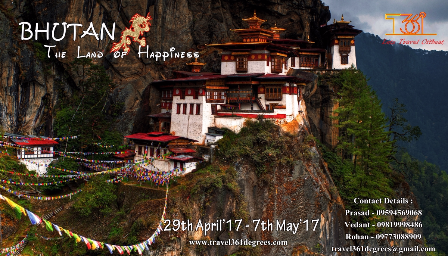 BHUTAN
The Land of Happiness
T361
29th April'17 - 7th May'17
www.travel361degrees.com
Contact Details :
Prasad - 09594569068
Vedant - 09819998486
Rohan - 09773088909
travel361degrees@gmail.com